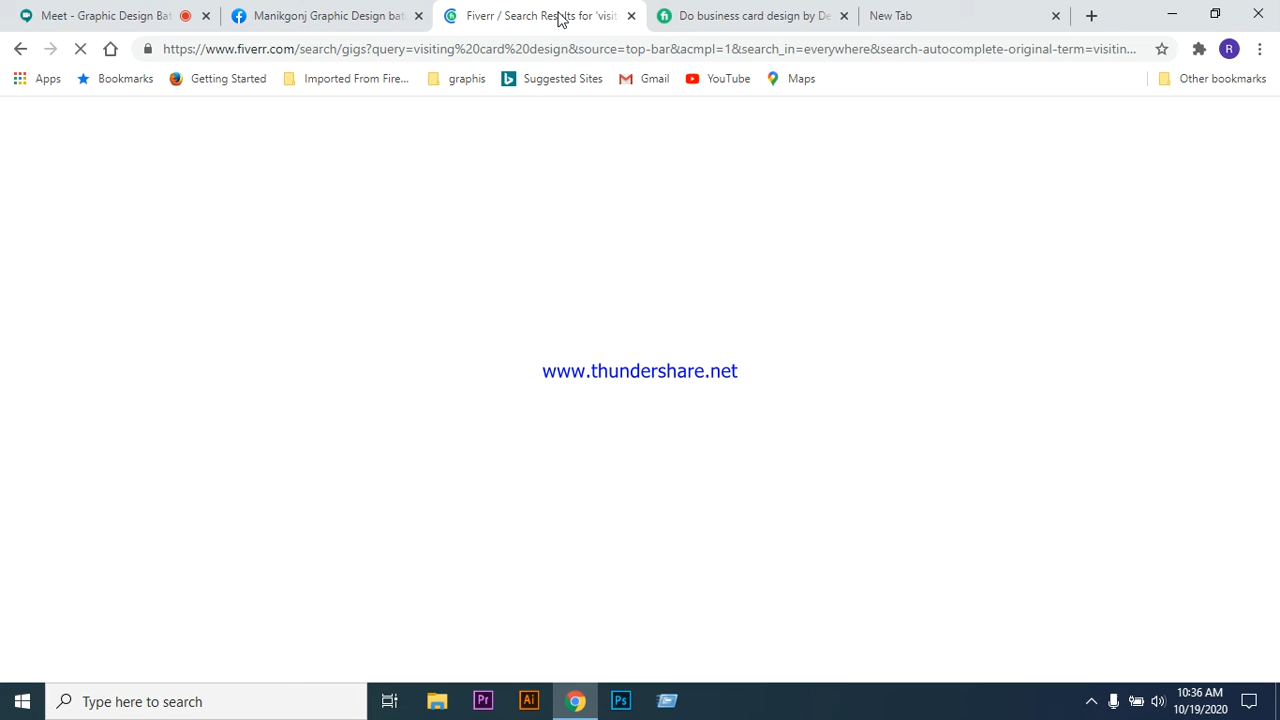 Meet - Graphic Design Bat
Manikgonj Graphic Design bat
Fiverr / Search Results for 'visit
Do business card design by De
New Tab
https://www.fiverr.com/search/gigs?query=visiting%20card%20design&source=top-bar&acmpl=1&search_in=everywhere&search-autocomplete-original-term=visitin...
R
Apps
Bookmarks
Getting Started
Imported From Fire...
graphis
Suggested Sites
Gmail
YouTube
Maps
Other bookmarks
www.thundershare.net
Type here to search
Pr
Ai
Ps
10:36 AM
10/19/2020